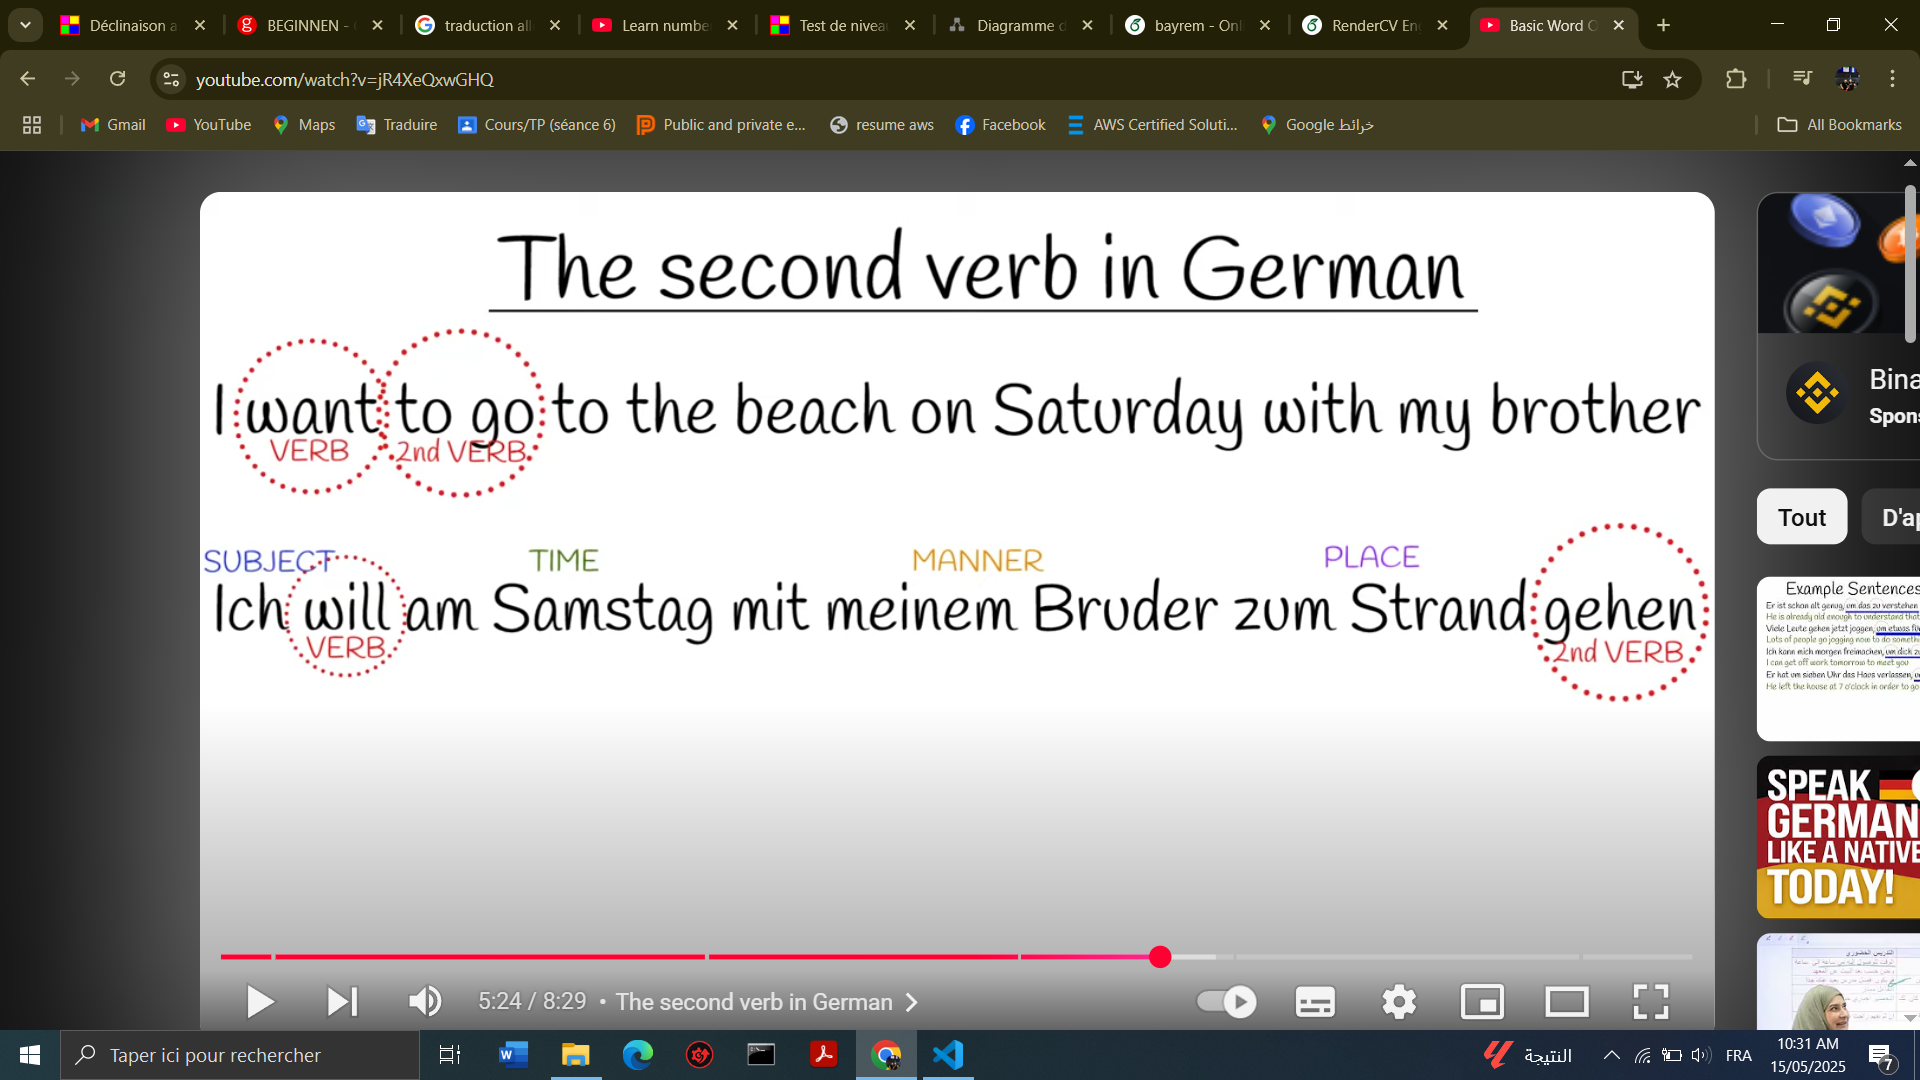 Déclinaison a
BEGINNEN -
traduction all
Learn numbe
Test de nivea
Diagramme d
bayrem - Onl
RenderCV En
Basic Word O
youtube.com/watch?v=jR4XeQxwGHQ
Gmail
YouTube
Maps
Traduire
Cours/TP (séance 6)
Public and private e...
resume aws
Facebook
AWS Certified Soluti...
خرائط Google
All Bookmarks
The second verb in German
I want to go to the beach on Saturday with my brother
VERB 2nd VERB
SUBJECT TIME MANNER PLACE
Ich will am Samstag mit meinem Bruder zum Strand gehen
VERB 2nd VERB
5:24 / 8:29 • The second verb in German
Bina
Spons
Tout
D'ap
Example Sentences
Er ist schon alt genug, um das zu verstehen
He is already old enough to understand that
Viele Leute gehen jetzt joggen, um etwas für
Lots of people go jogging now to do someth
Ich kann mich morgen freimachen, um dich zu
I can get off work tomorrow to meet you
Er hat um sieben Uhr das Haus verlassen, u
He left the house at 7 o'clock in order to go
SPEAK
GERMAN
LIKE A NATIVE
TODAY!
Taper ici pour rechercher
النتيجة
FRA
10:31 AM
15/05/2025
7